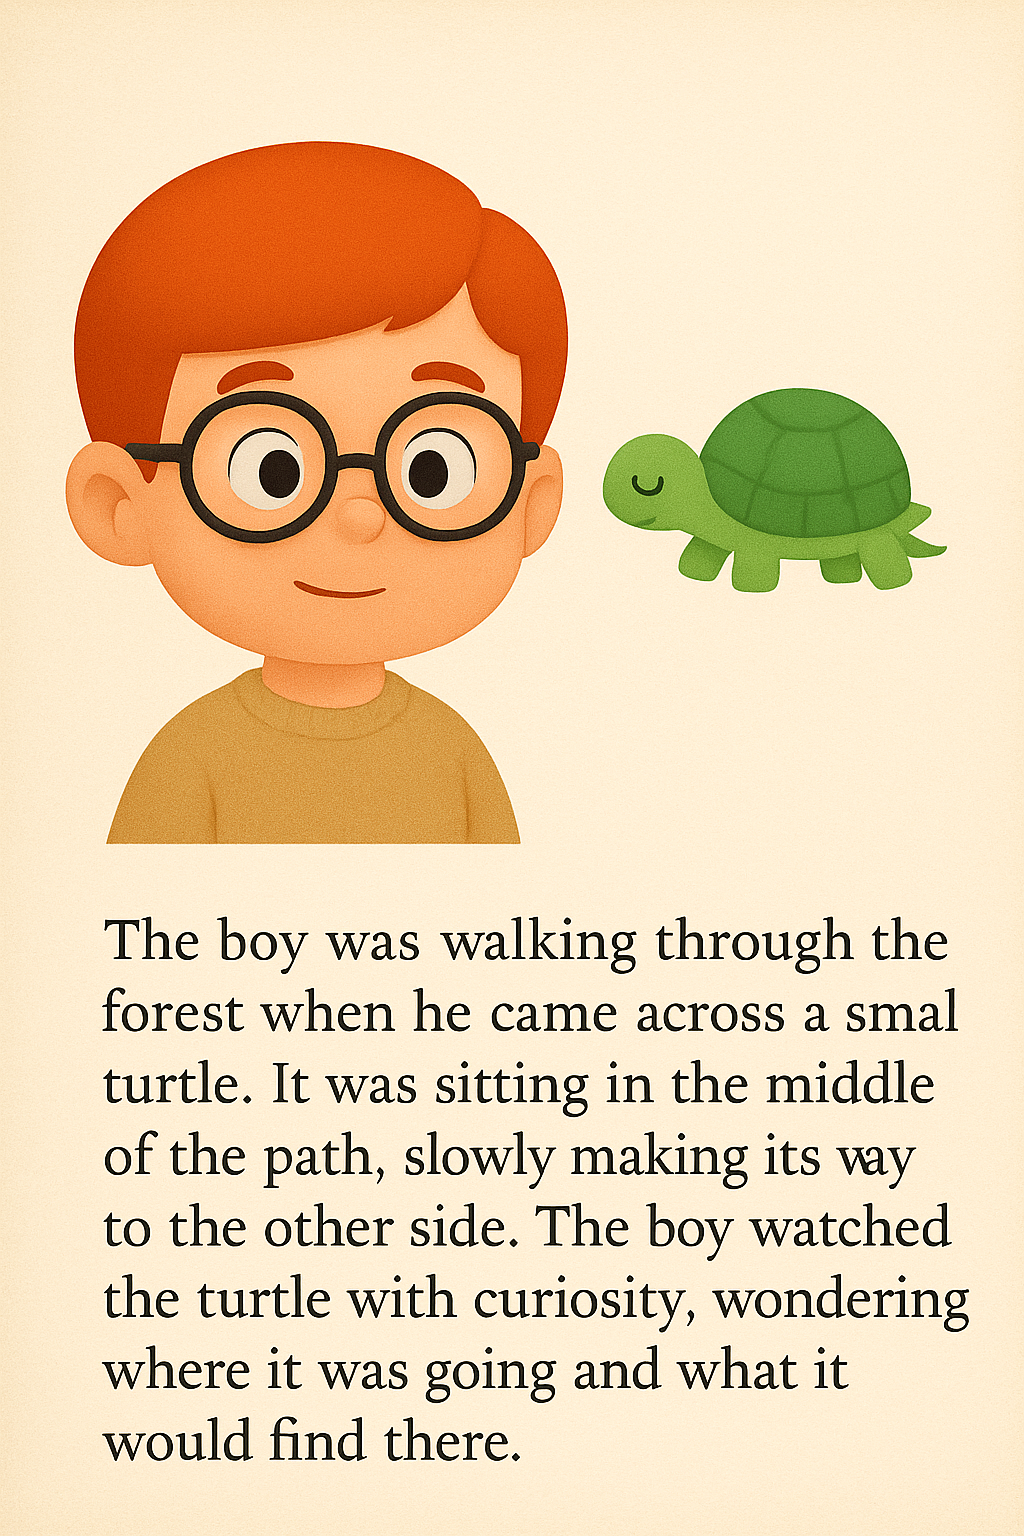 The boy was walking through the
forest when he came across a smal
turtle. It was sitting in the middle
of the path, slowly making its way
to the other side. The boy watched
the turtle with curiosity, wondering
where it was going and what it
would find there.